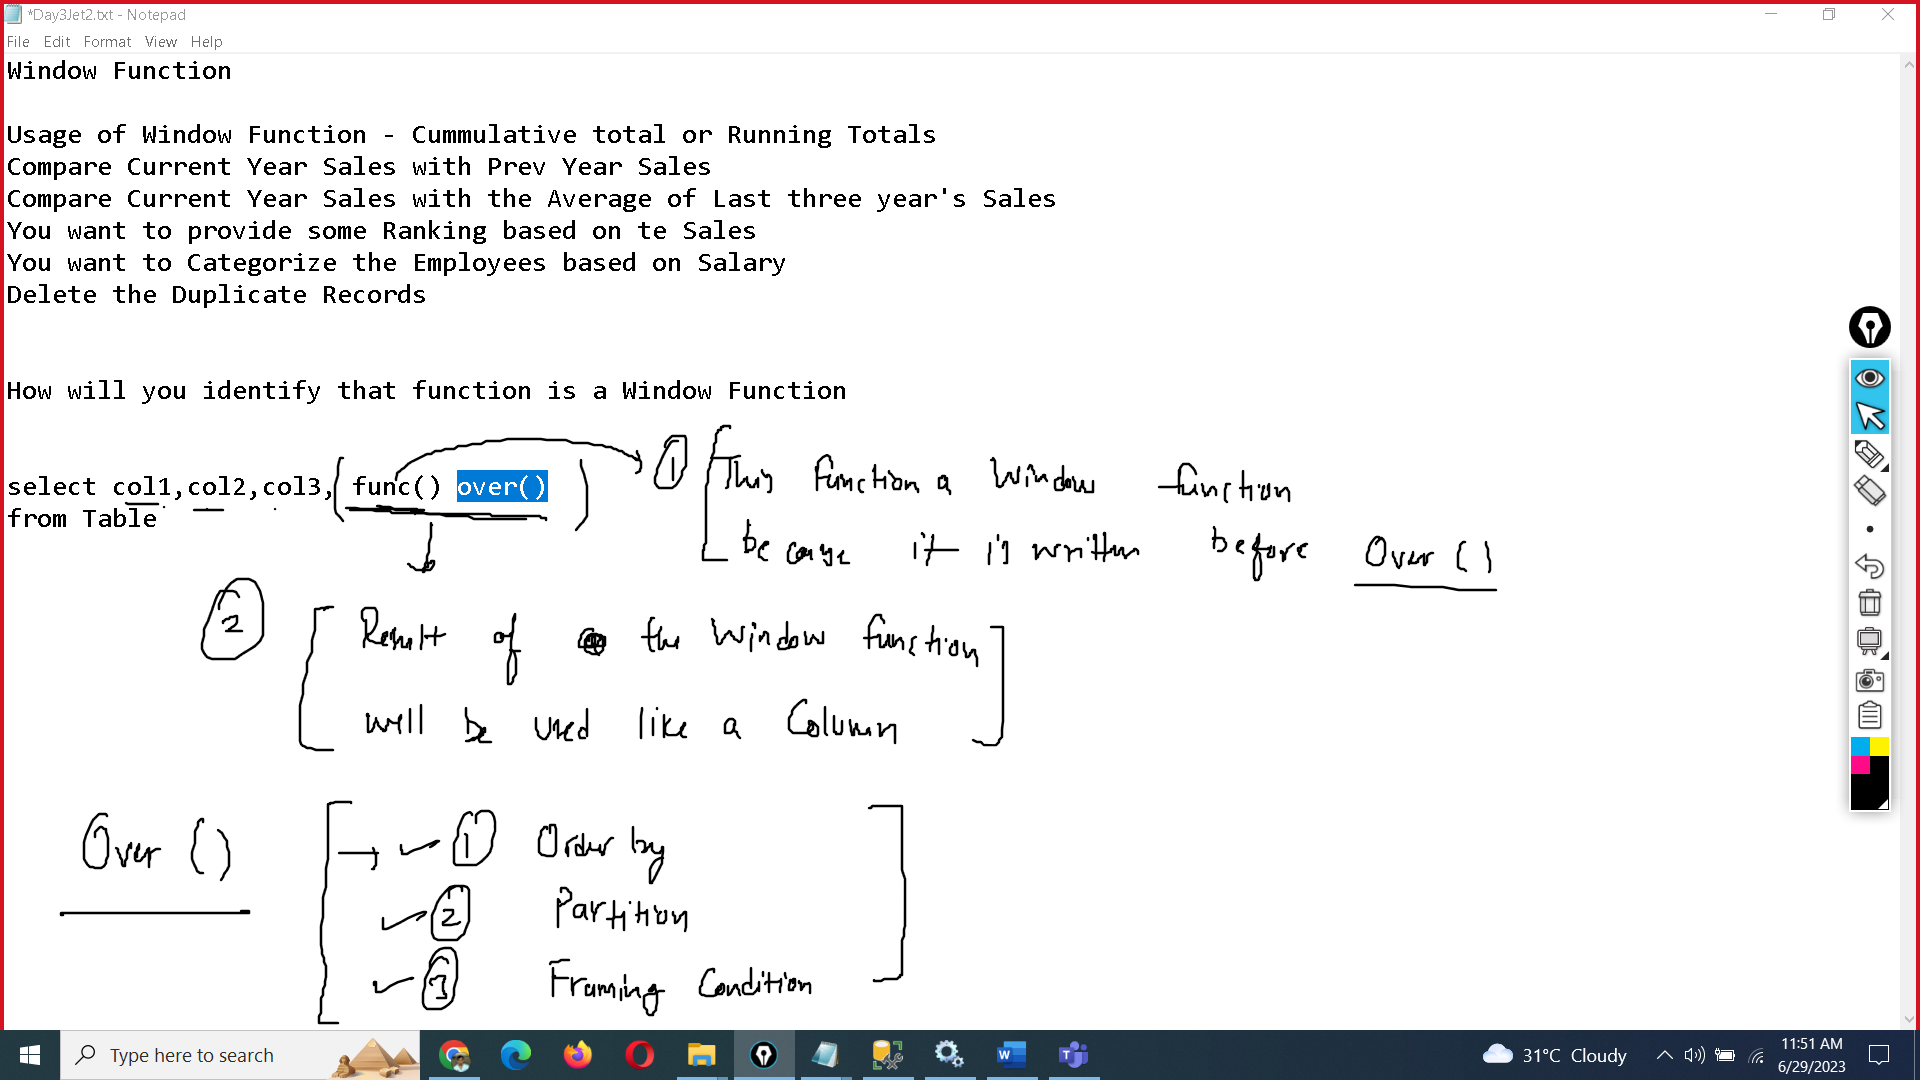 *Day3Jet2.txt - Notepad
File Edit Format View Help
Window Function
Usage of Window Function - Cummulative total or Running Totals
Compare Current Year Sales with Prev Year Sales
Compare Current Year Sales with the Average of Last three year's Sales
You want to provide some Ranking based on te Sales
You want to Categorize the Employees based on Salary
Delete the Duplicate Records
How will you identify that function is a Window Function
select col1,col2,col3, func() over()
from Table
1 This function a Window function
because it is written before Over ()
2 Result of the Window function
will be used like a Column
Over ()
1 Order by
2 Partition
3 Framing Condition
Type here to search
31°C Cloudy
11:51 AM
6/29/2023